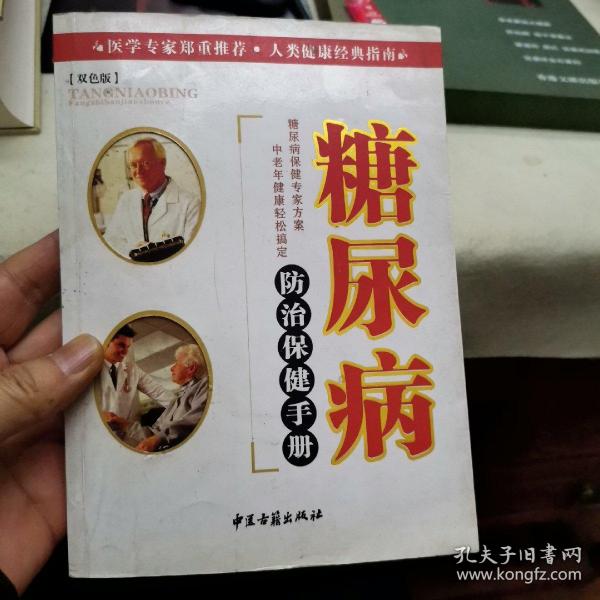 医学专家郑重推荐·人类健康经典指南
【双色版】
TANGNIAOBING
Fangzhibaojianshouce
糖尿病
糖尿病保健专家方案
中老年健康轻松搞定
防治保健手册
中医古籍出版社
孔夫子旧书网
www.kongfz.com